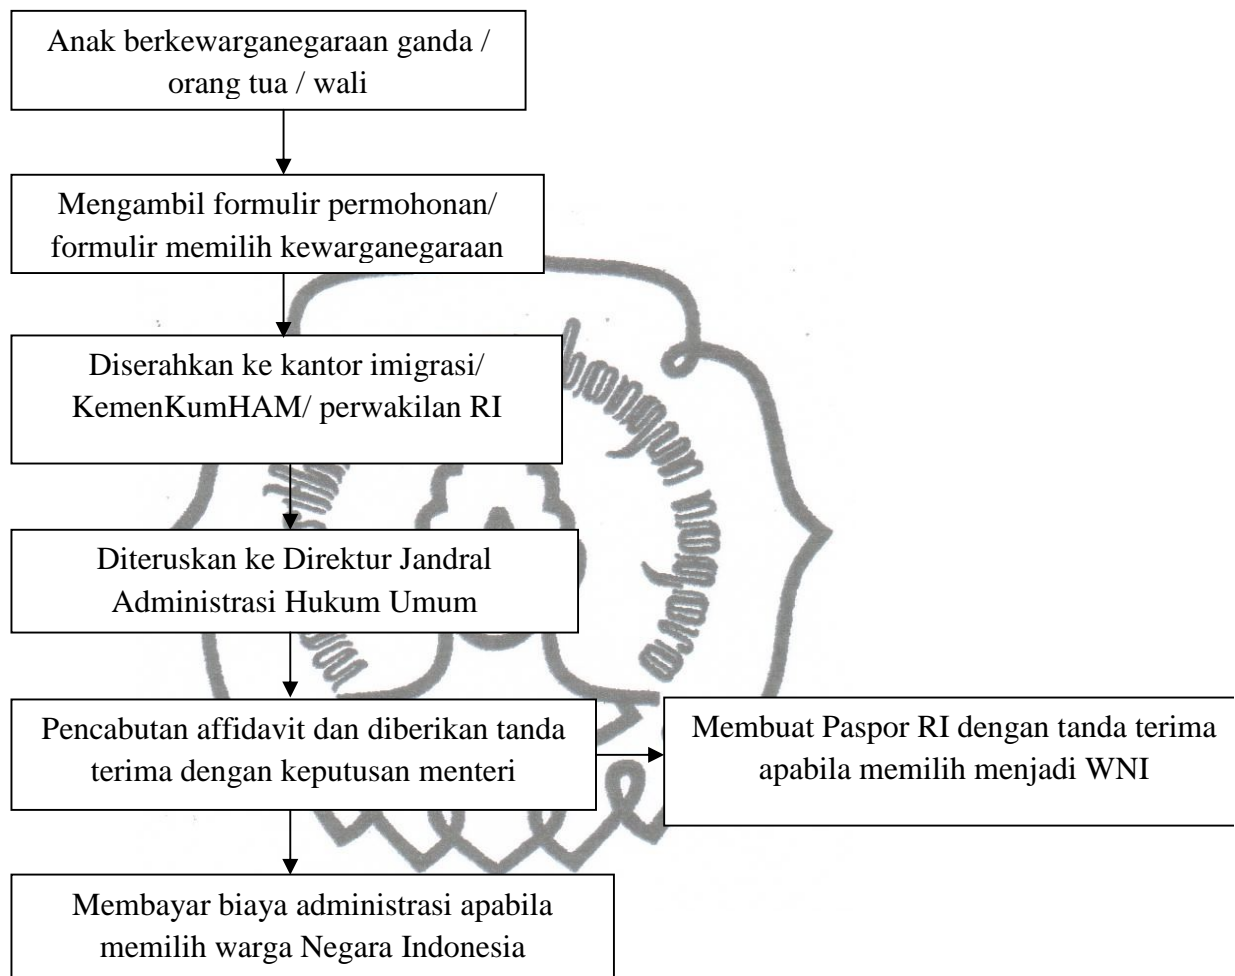 Anak berkewarganegaraan ganda /
orang tua / wali
Mengambil formulir permohonan/
formulir memilih kewarganegaraan
Diserahkan ke kantor imigrasi/
KemenKumHAM/ perwakilan RI
Diteruskan ke Direktur Jandral
Administrasi Hukum Umum
Pencabutan affidavit dan diberikan tanda
terima dengan keputusan menteri
Membuat Paspor RI dengan tanda terima
apabila memilih menjadi WNI
Membayar biaya administrasi apabila
memilih warga Negara Indonesia